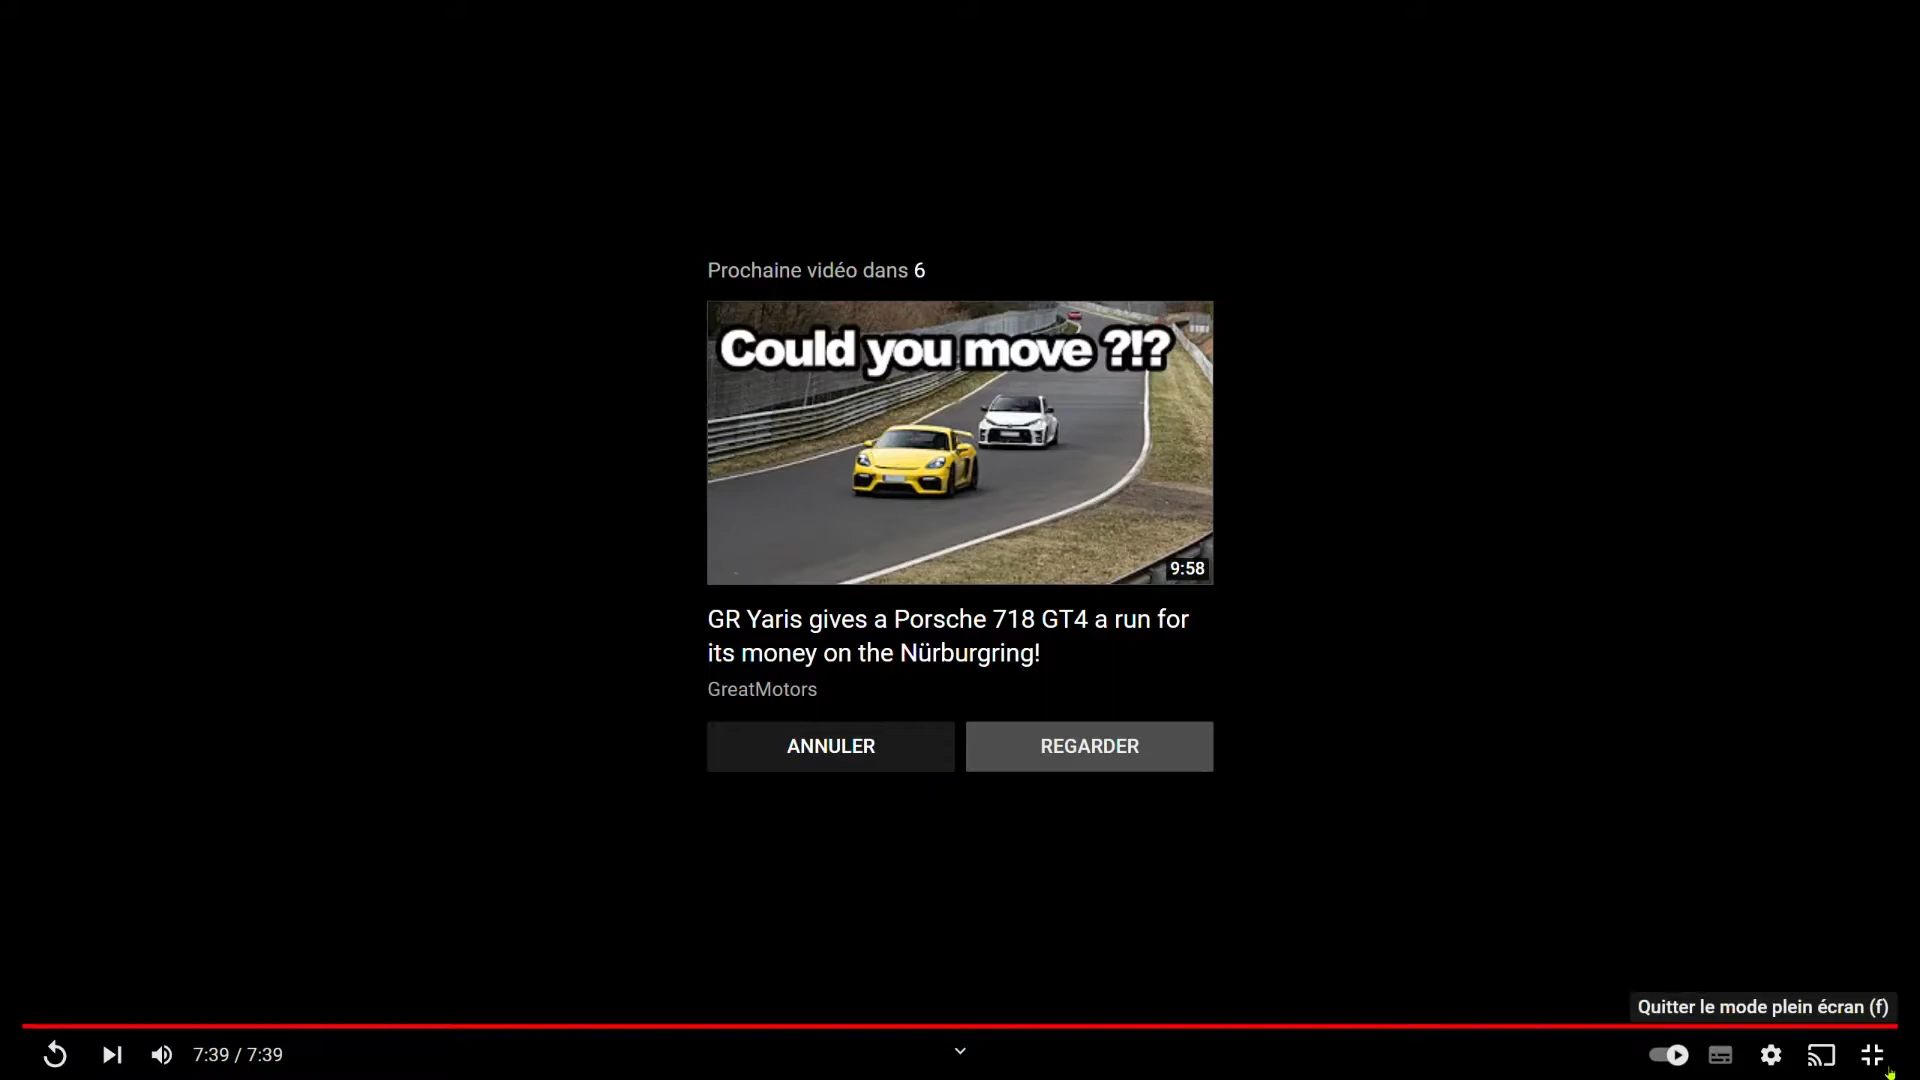 Prochaine vidéo dans 6
Could you move ?!?
9:58
GR Yaris gives a Porsche 718 GT4 a run for
its money on the Nürburgring!
GreatMotors
ANNULER
REGARDER
Quitter le mode plein écran (f)
7:39 / 7:39